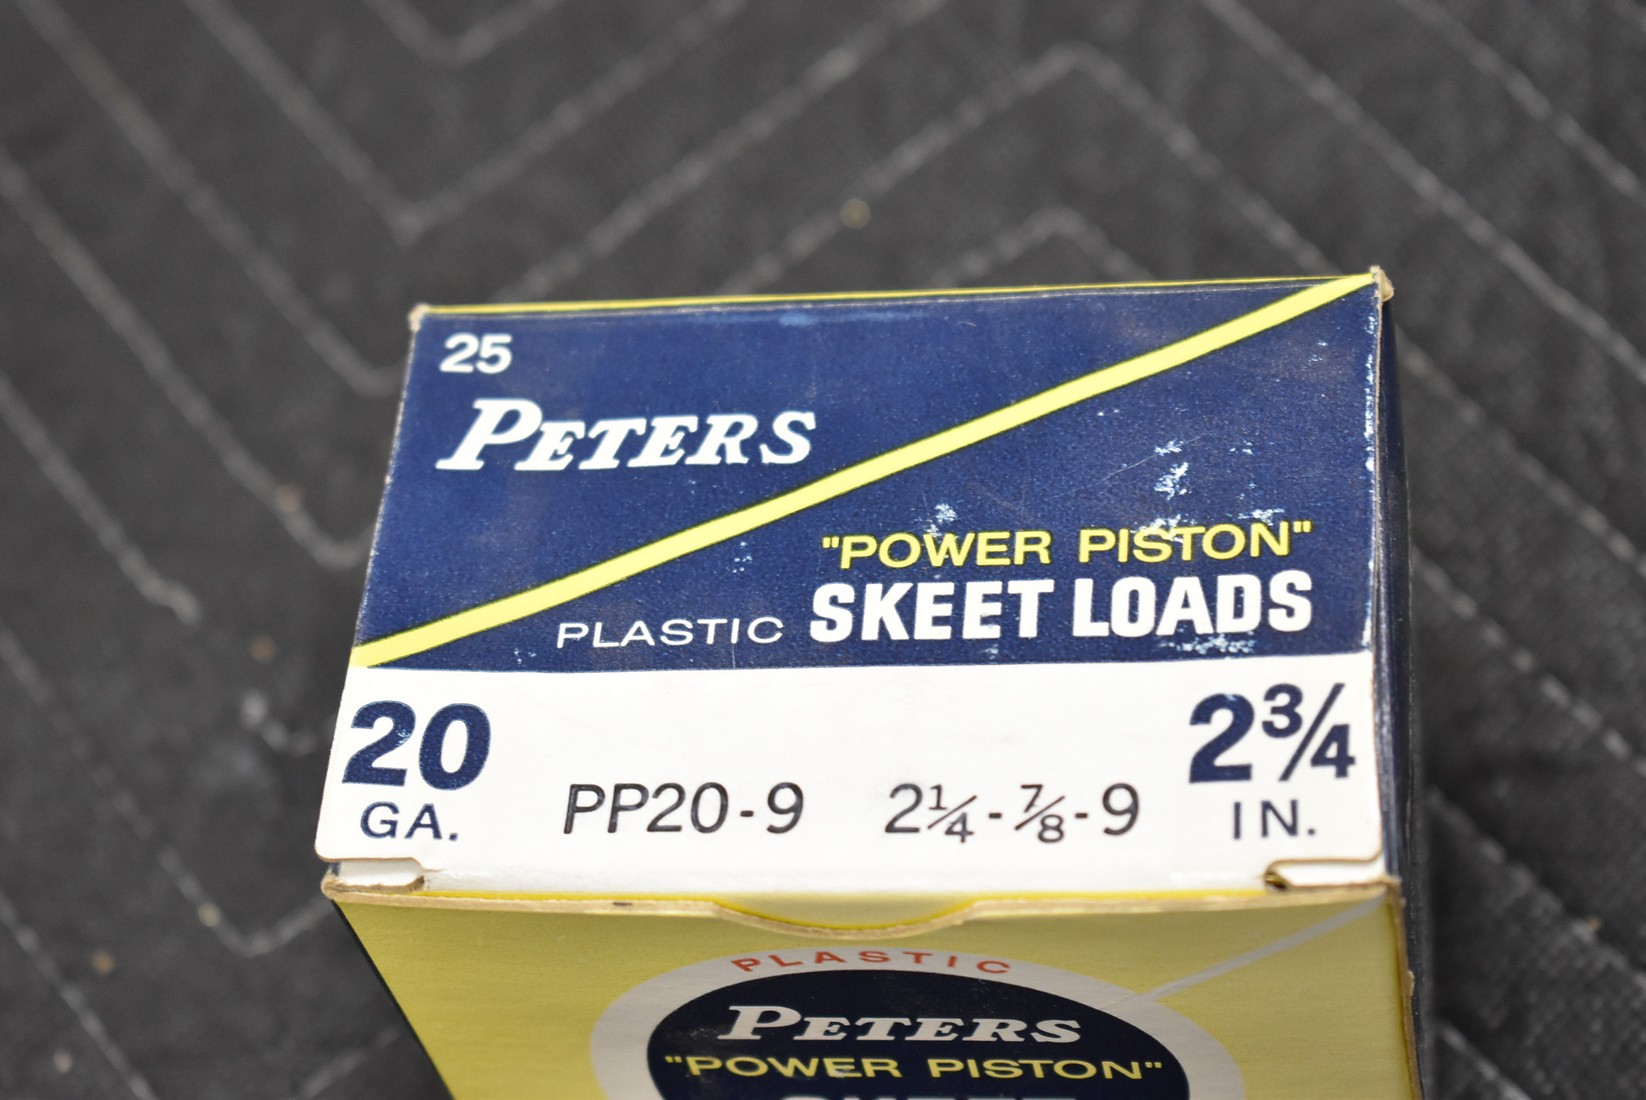 25
PETERS
"POWER PISTON"
PLASTIC SKEET LOADS
20 GA.
PP20-9 2¼-⅞-9
2¾ IN.
PLASTIC
PETERS
"POWER PISTON"